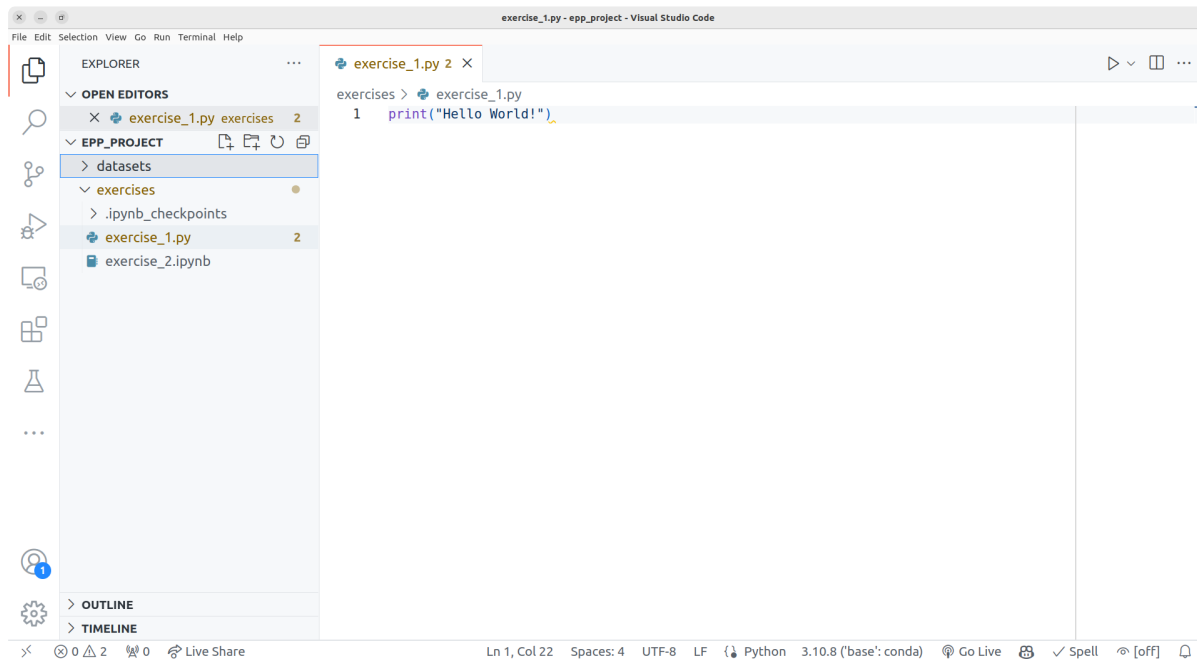 exercise_1.py - epp_project - Visual Studio Code
File Edit Selection View Go Run Terminal Help
EXPLORER
OPEN EDITORS
exercise_1.py exercises 2
EPP_PROJECT
datasets
exercises
.ipynb_checkpoints
exercise_1.py 2
exercise_2.ipynb
OUTLINE
TIMELINE
exercise_1.py 2
exercises > exercise_1.py
1 print("Hello World!")
1
0 2 0 Live Share Ln 1, Col 22 Spaces: 4 UTF-8 LF Python 3.10.8 ('base': conda) Go Live Spell [off]